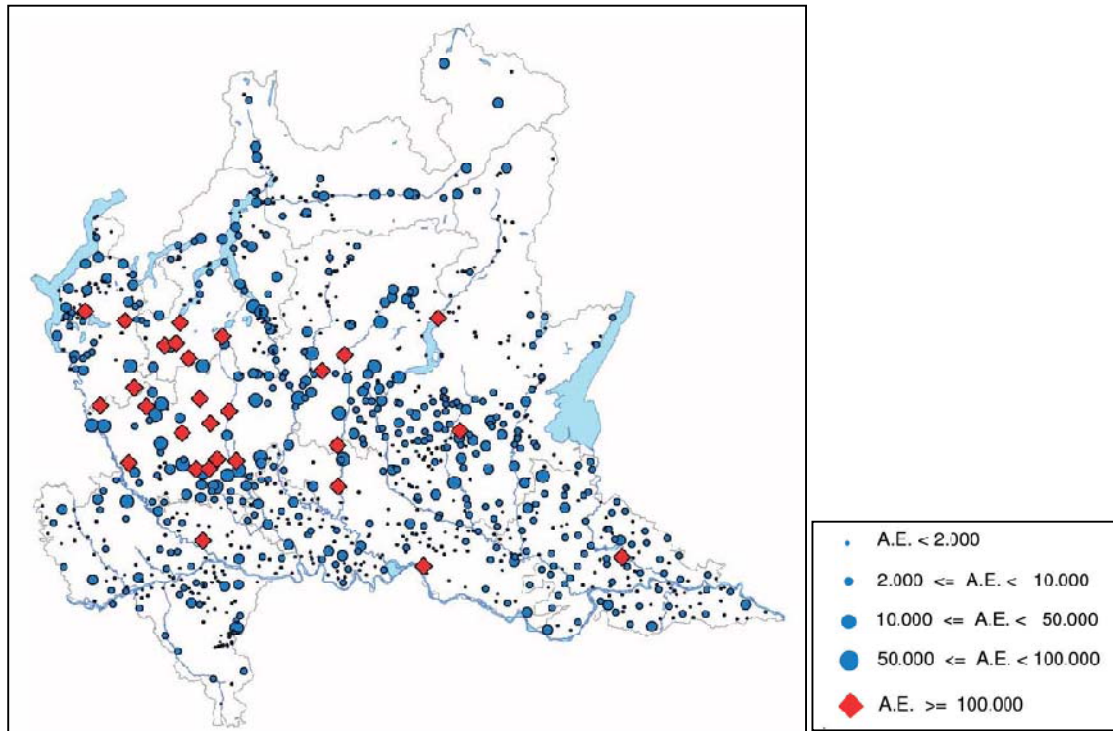 A.E. < 2.000
2.000 <= A.E. < 10.000
10.000 <= A.E. < 50.000
50.000 <= A.E. < 100.000
A.E. >= 100.000